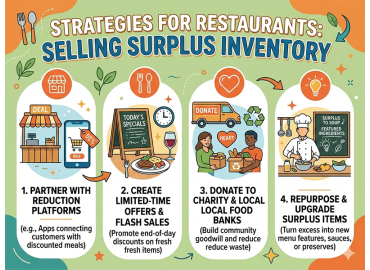 STRATEGIES FOR RESTAURANTS:
SELLING SURPLUS INVENTORY
DEAL
BUY
TODAY'S
SPECIALS
DONATE
HEART
SURPLUS
TO SOUP
FEATURED
INGREDIENTS
1. PARTNER WITH
REDUCTION
PLATFORMS
(e.g., Apps connecting
customers with
discounted meals)
2. CREATE
LIMITED-TIME
OFFERS &
FLASH SALES
(Promote end-of-day
discounts on fresh
fresh items)
3. DONATE TO
CHARITY & LOCAL
LOCAL FOOD
BANKS
(Build community
goodwill and reduce
reduce waste)
4. REPURPOSE &
UPGRADE
SURPLUS ITEMS
(Turn excess into new
menu features, sauces,
or preserves)